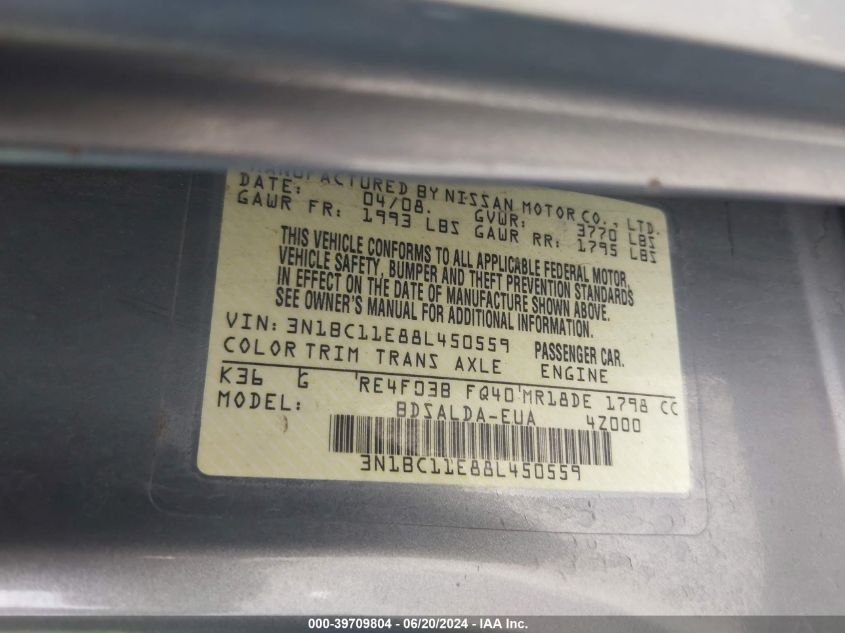 MANUFACTURED BY NISSAN MOTOR CO., LTD.
DATE: 04/08. GVWR: 3770 LBS
GAWR FR: 1993 LBS GAWR RR: 1795 LBS
THIS VEHICLE CONFORMS TO ALL APPLICABLE FEDERAL MOTOR
VEHICLE SAFETY, BUMPER AND THEFT PREVENTION STANDARDS
IN EFFECT ON THE DATE OF MANUFACTURE SHOWN ABOVE.
SEE OWNER'S MANUAL FOR ADDITIONAL INFORMATION.
VIN: 3N1BC11E88L450559 PASSENGER CAR.
COLOR TRIM TRANS AXLE ENGINE
K36 G RE4F03B FQ40 MR18DE 1798 CC
MODEL: BDSALDA-EUA 4Z000
3N1BC11E88L450559
000-39709804 / 06/20/2024 - IAA Inc.